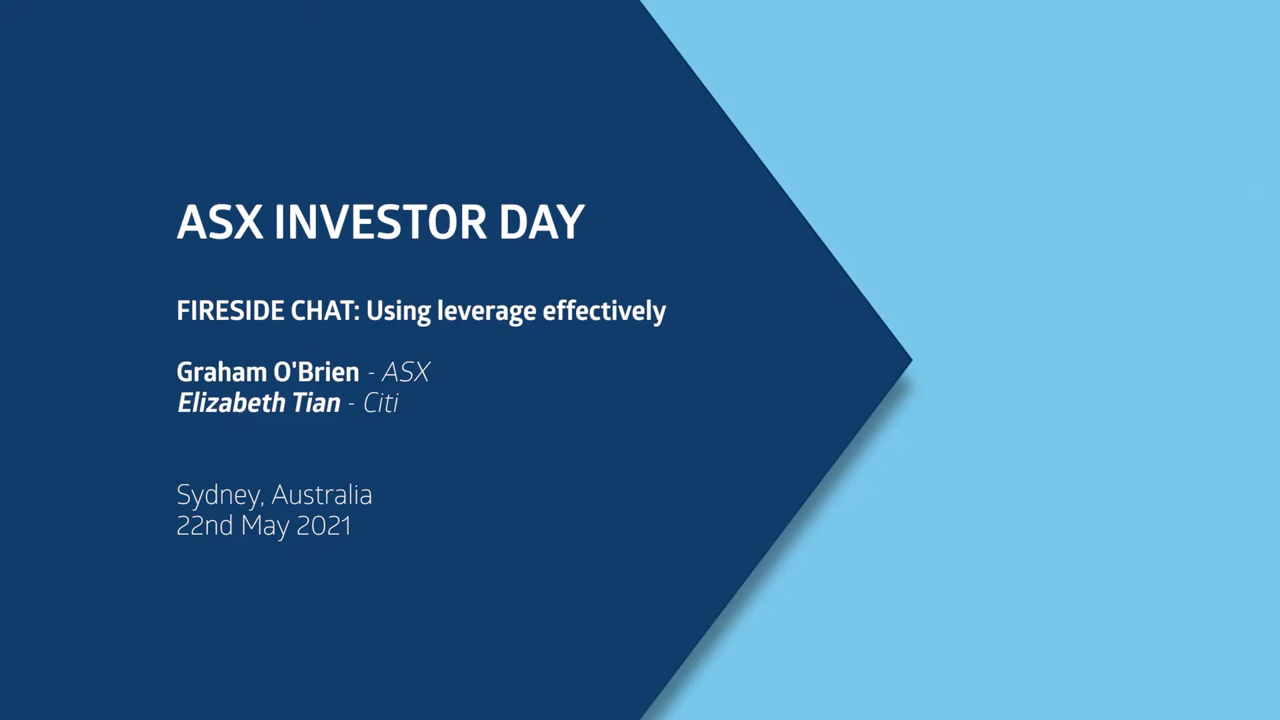 ASX INVESTOR DAY
FIRESIDE CHAT: Using leverage effectively
Graham O'Brien - ASX
Elizabeth Tian - Citi
Sydney, Australia
22nd May 2021